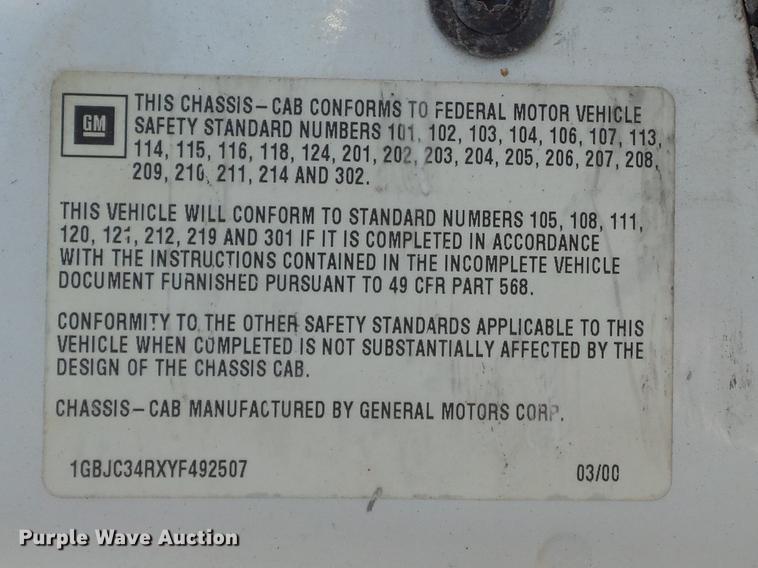 GM
THIS CHASSIS-CAB CONFORMS TO FEDERAL MOTOR VEHICLE
SAFETY STANDARD NUMBERS 101, 102, 103, 104, 106, 107, 113,
114, 115, 116, 118, 124, 201, 202, 203, 204, 205, 206, 207, 208,
209, 210, 211, 214 AND 302.
THIS VEHICLE WILL CONFORM TO STANDARD NUMBERS 105, 108, 111,
120, 121, 212, 219 AND 301 IF IT IS COMPLETED IN ACCORDANCE
WITH THE INSTRUCTIONS CONTAINED IN THE INCOMPLETE VEHICLE
DOCUMENT FURNISHED PURSUANT TO 49 CFR PART 568.
CONFORMITY TO THE OTHER SAFETY STANDARDS APPLICABLE TO THIS
VEHICLE WHEN COMPLETED IS NOT SUBSTANTIALLY AFFECTED BY THE
DESIGN OF THE CHASSIS CAB.
CHASSIS-CAB MANUFACTURED BY GENERAL MOTORS CORP.
1GBJC34RXYF492507 03/00
Purple Wave Auction